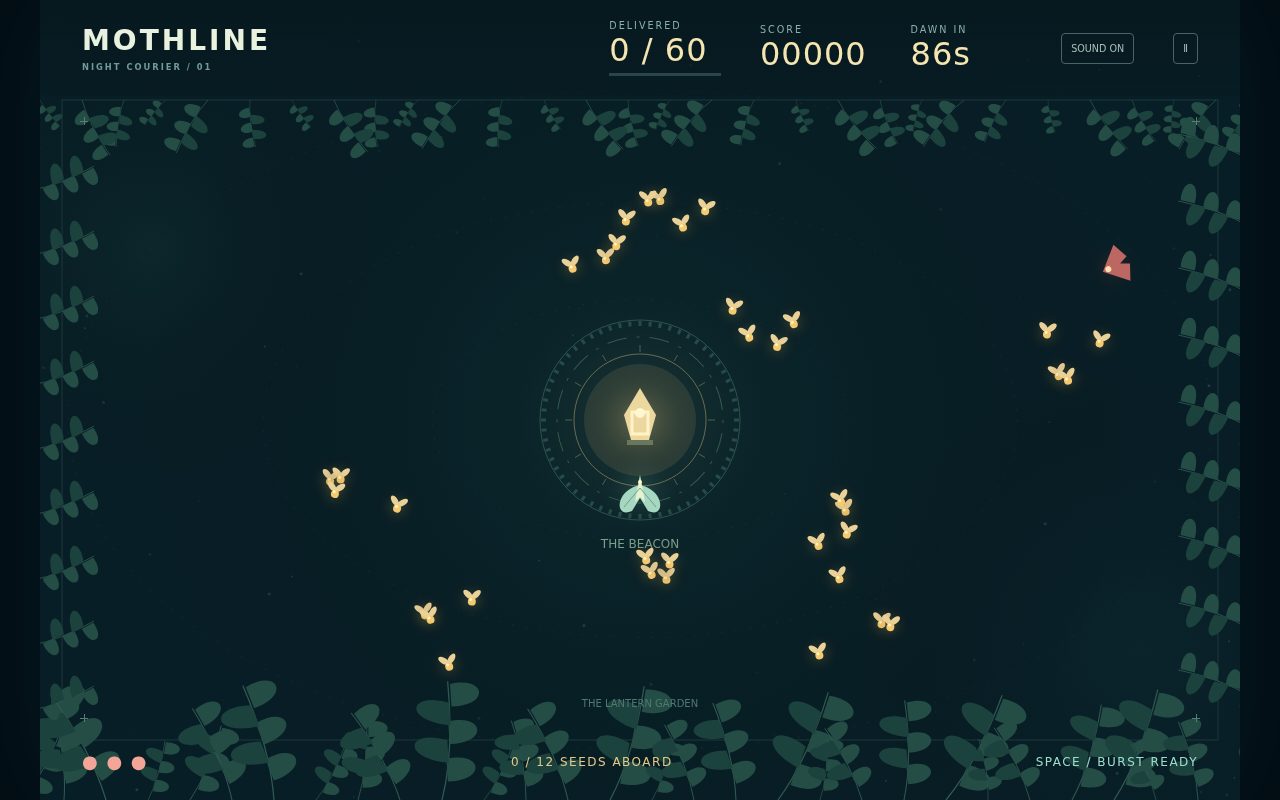 MOTHLINE
NIGHT COURIER / 01
DELIVERED
0 / 60
SCORE
00000
DAWN IN
86s
SOUND ON
II
THE BEACON
THE LANTERN GARDEN
0 / 12 SEEDS ABOARD
SPACE / BURST READY